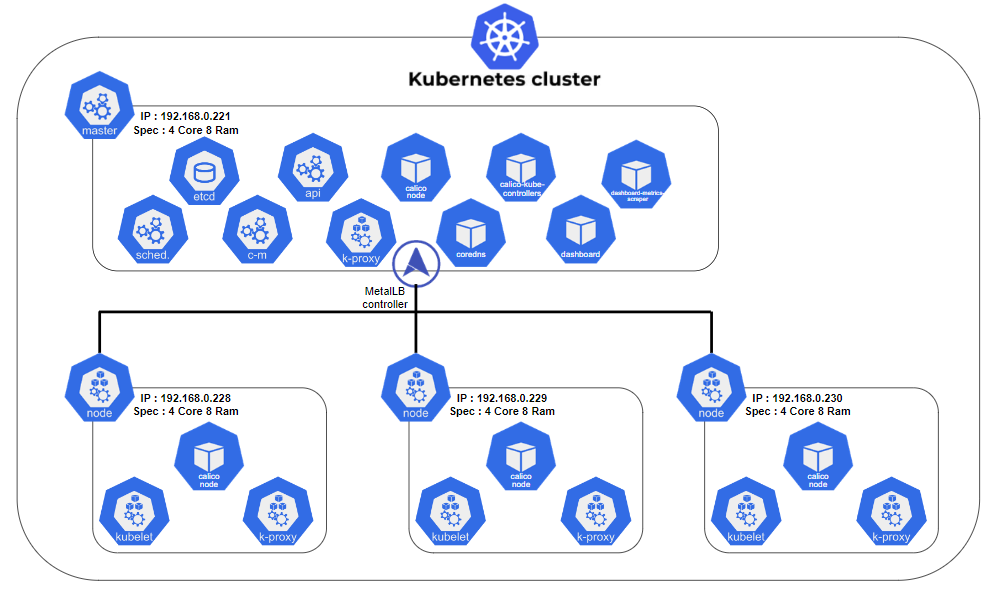 Kubernetes cluster
master
IP : 192.168.0.221
Spec : 4 Core 8 Ram
etcd
api
calico
node
calico-kube-
controllers
dashboard-metrics-
scraper
sched.
c-m
k-proxy
coredns
dashboard
MetalLB
controller
node
IP : 192.168.0.228
Spec : 4 Core 8 Ram
calico
node
kubelet
k-proxy
node
IP : 192.168.0.229
Spec : 4 Core 8 Ram
calico
node
kubelet
k-proxy
node
IP : 192.168.0.230
Spec : 4 Core 8 Ram
calico
node
kubelet
k-proxy